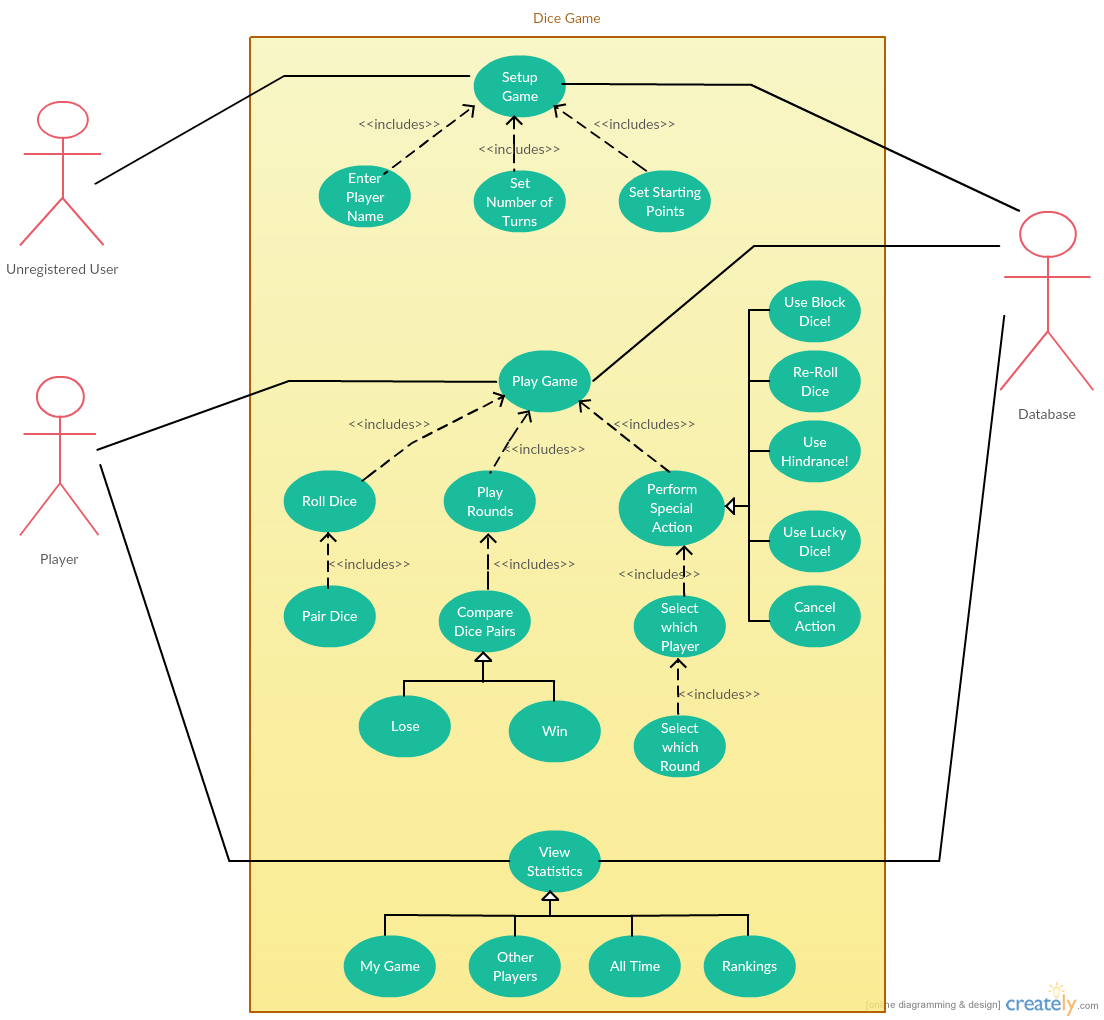 Dice Game
Setup
Game
<<includes>>
<<includes>>
<<includes>>
Enter
Player
Name
Set
Number of
Turns
Set Starting
Points
Unregistered User
Use Block
Dice!
Re-Roll
Dice
Play Game
Database
<<includes>>
<<includes>>
<<includes>>
Use
Hindrance!
Roll Dice
Play
Rounds
Perform
Special
Action
Use Lucky
Dice!
Player
<<includes>>
<<includes>>
<<includes>>
Pair Dice
Compare
Dice Pairs
Select
which
Player
Cancel
Action
<<includes>>
Lose
Win
Select
which
Round
View
Statistics
My Game
Other
Players
All Time
Rankings
[online diagramming & design] creately.com